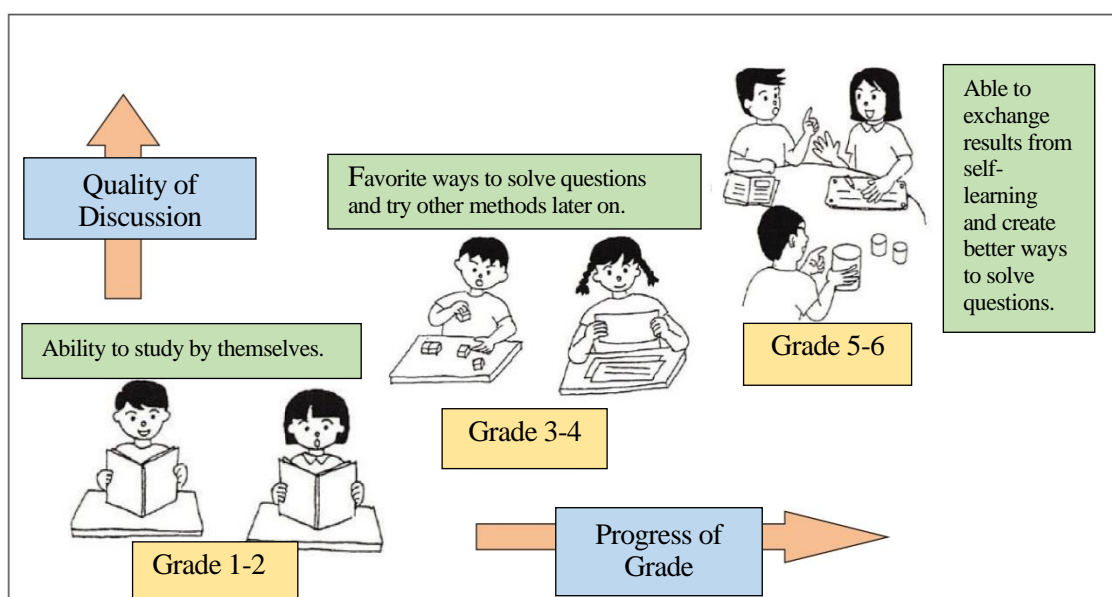 Quality of
Discussion
Favorite ways to solve questions
and try other methods later on.
Able to
exchange
results from
self-
learning
and create
better ways
to solve
questions.
Ability to study by themselves.
Grade 5-6
Grade 3-4
Grade 1-2
Progress of
Grade